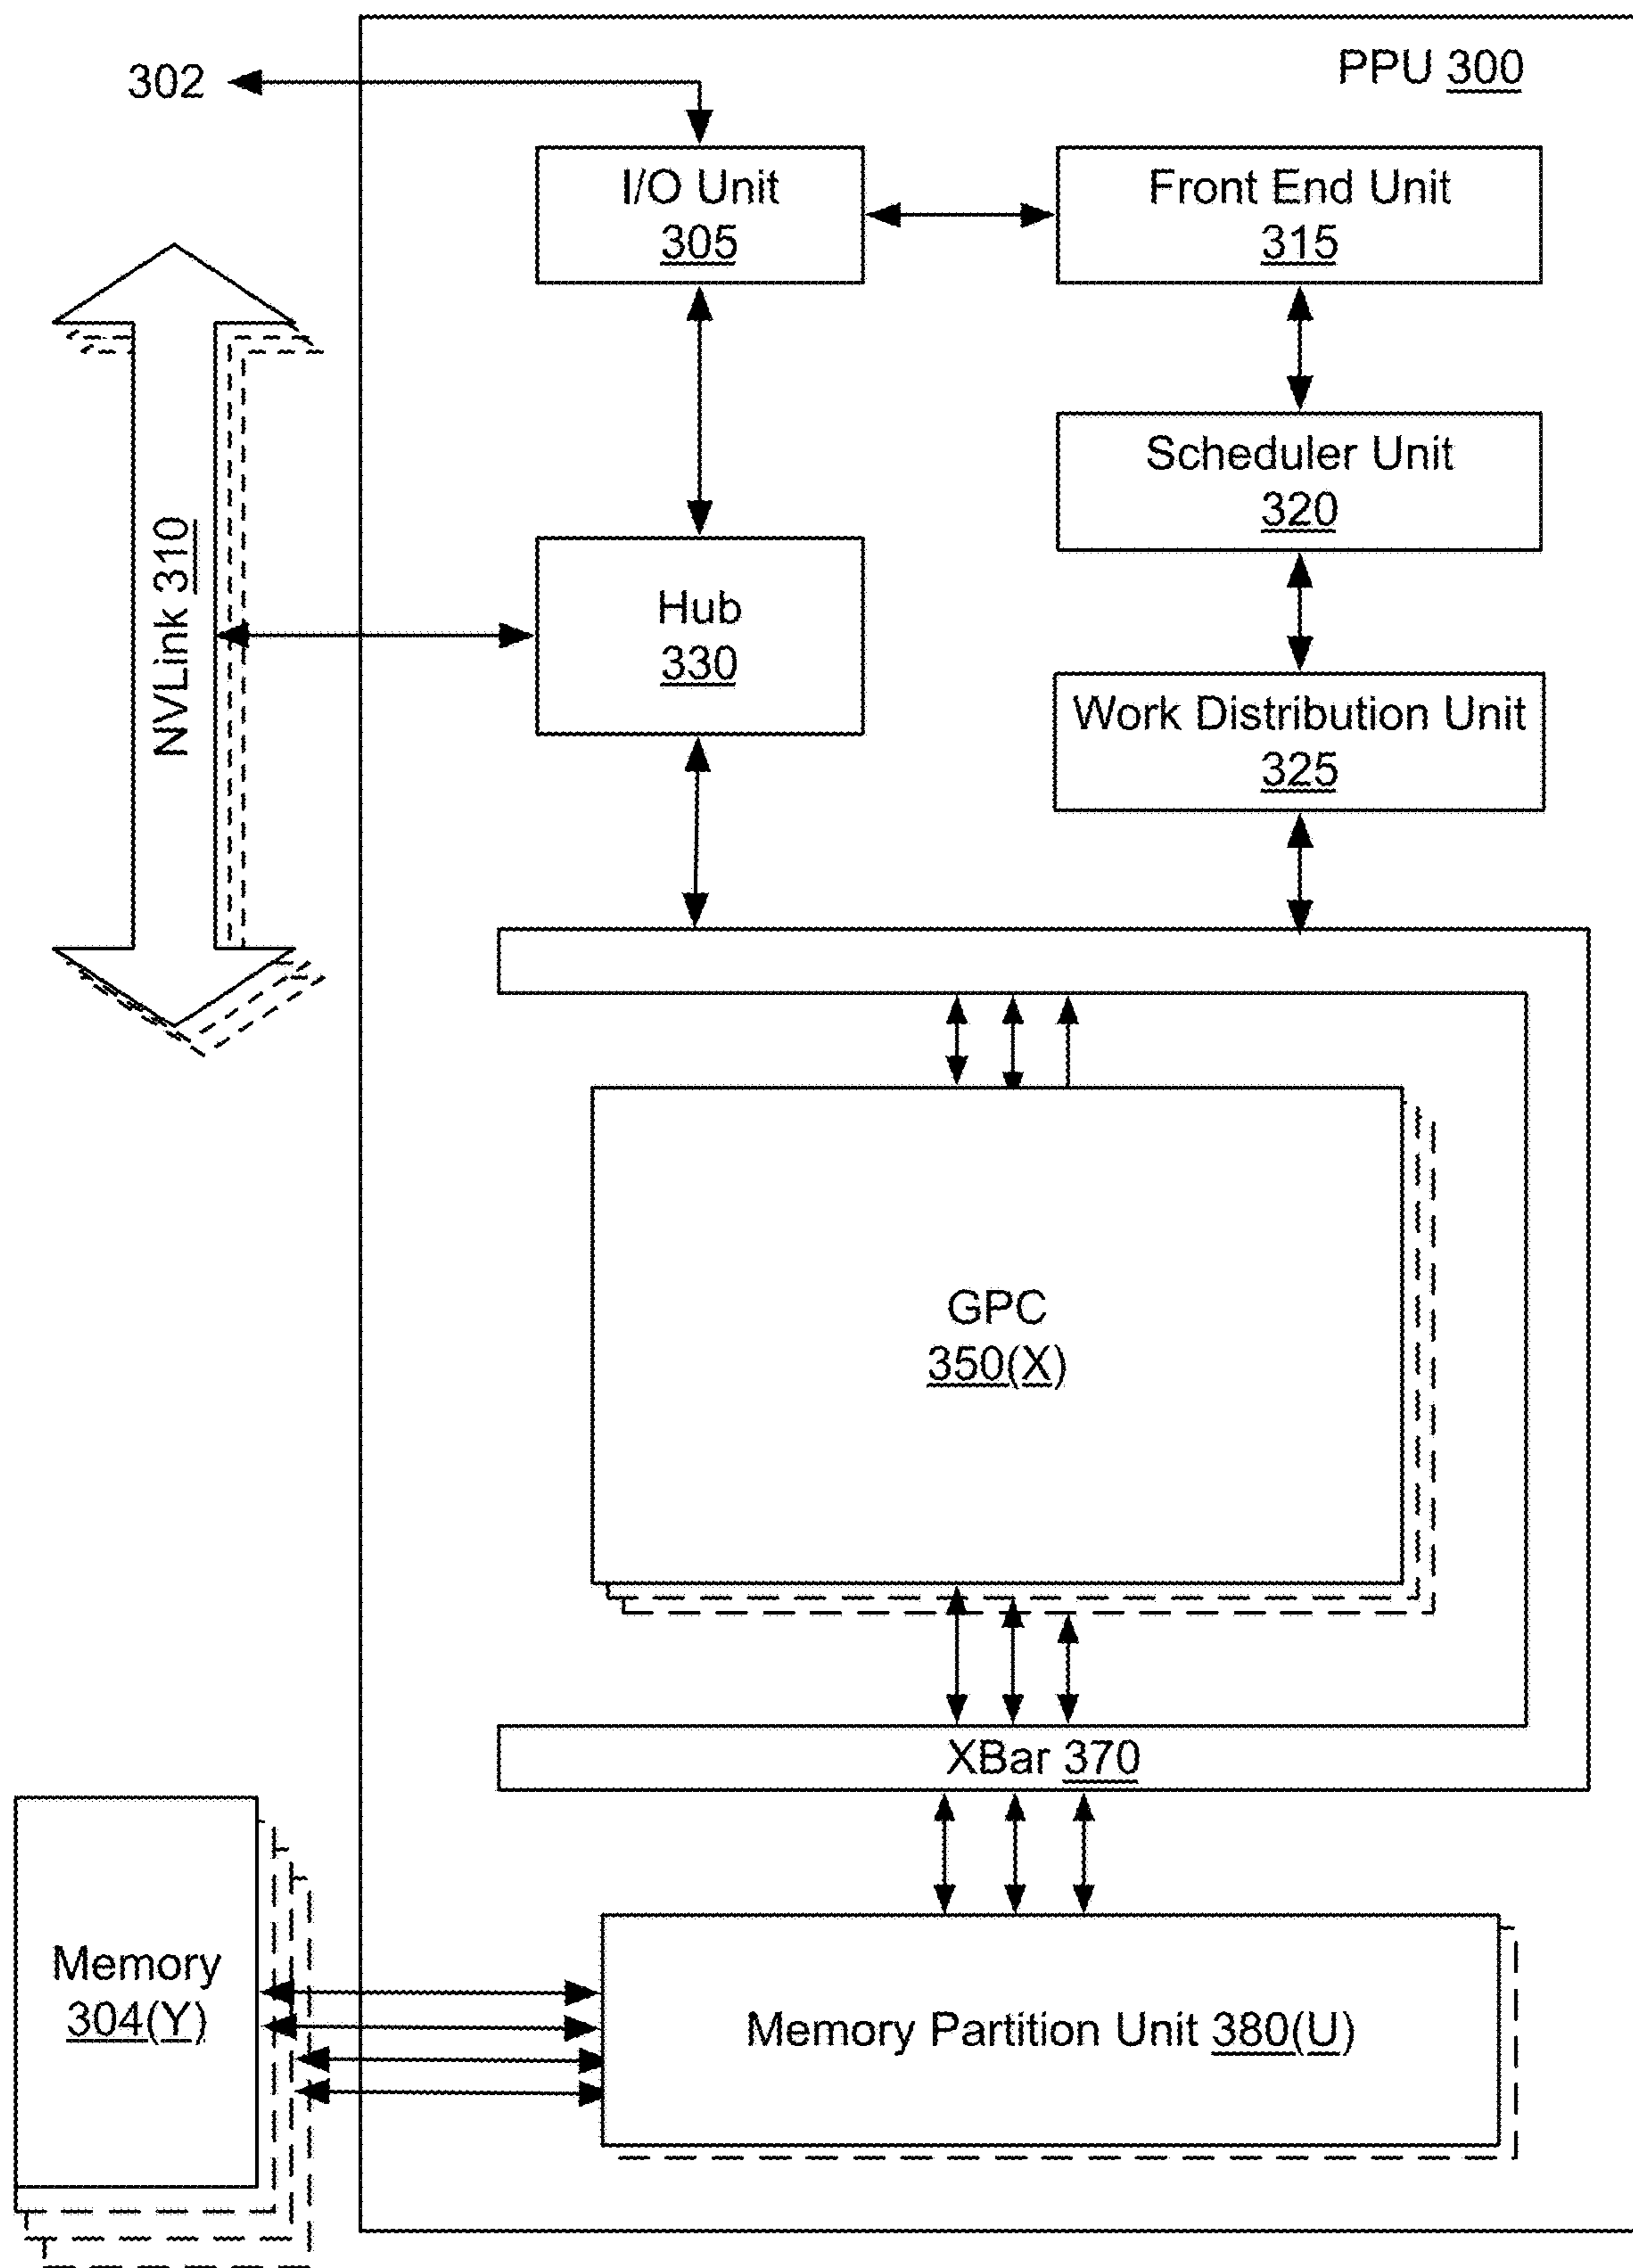 PPU 300
302
I/O Unit
305
Front End Unit
315
Scheduler Unit
320
NVLink 310
Hub
330
Work Distribution Unit
325
GPC
350(X)
XBar 370
Memory
304(Y)
Memory Partition Unit 380(U)